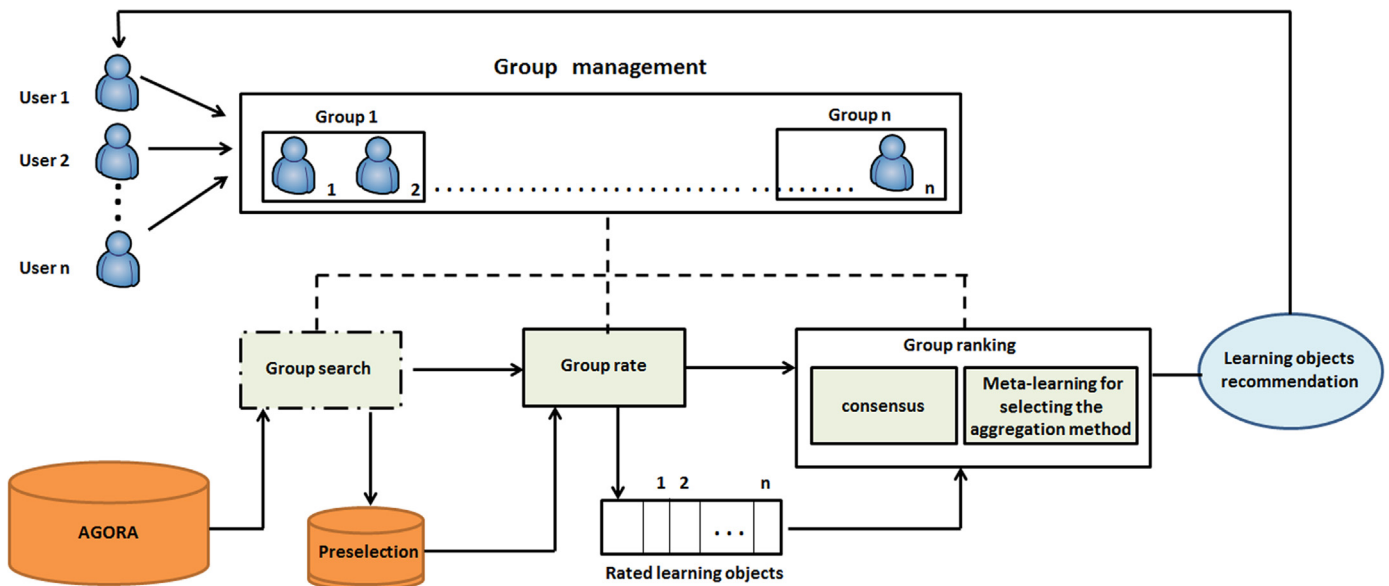 Group management
User 1
User 2
User n
Group 1
Group n
1
2
n
Group search
Group rate
Group ranking
consensus
Meta-learning for
selecting the
aggregation method
Learning objects
recommendation
AGORA
Preselection
1 2 n
...
Rated learning objects